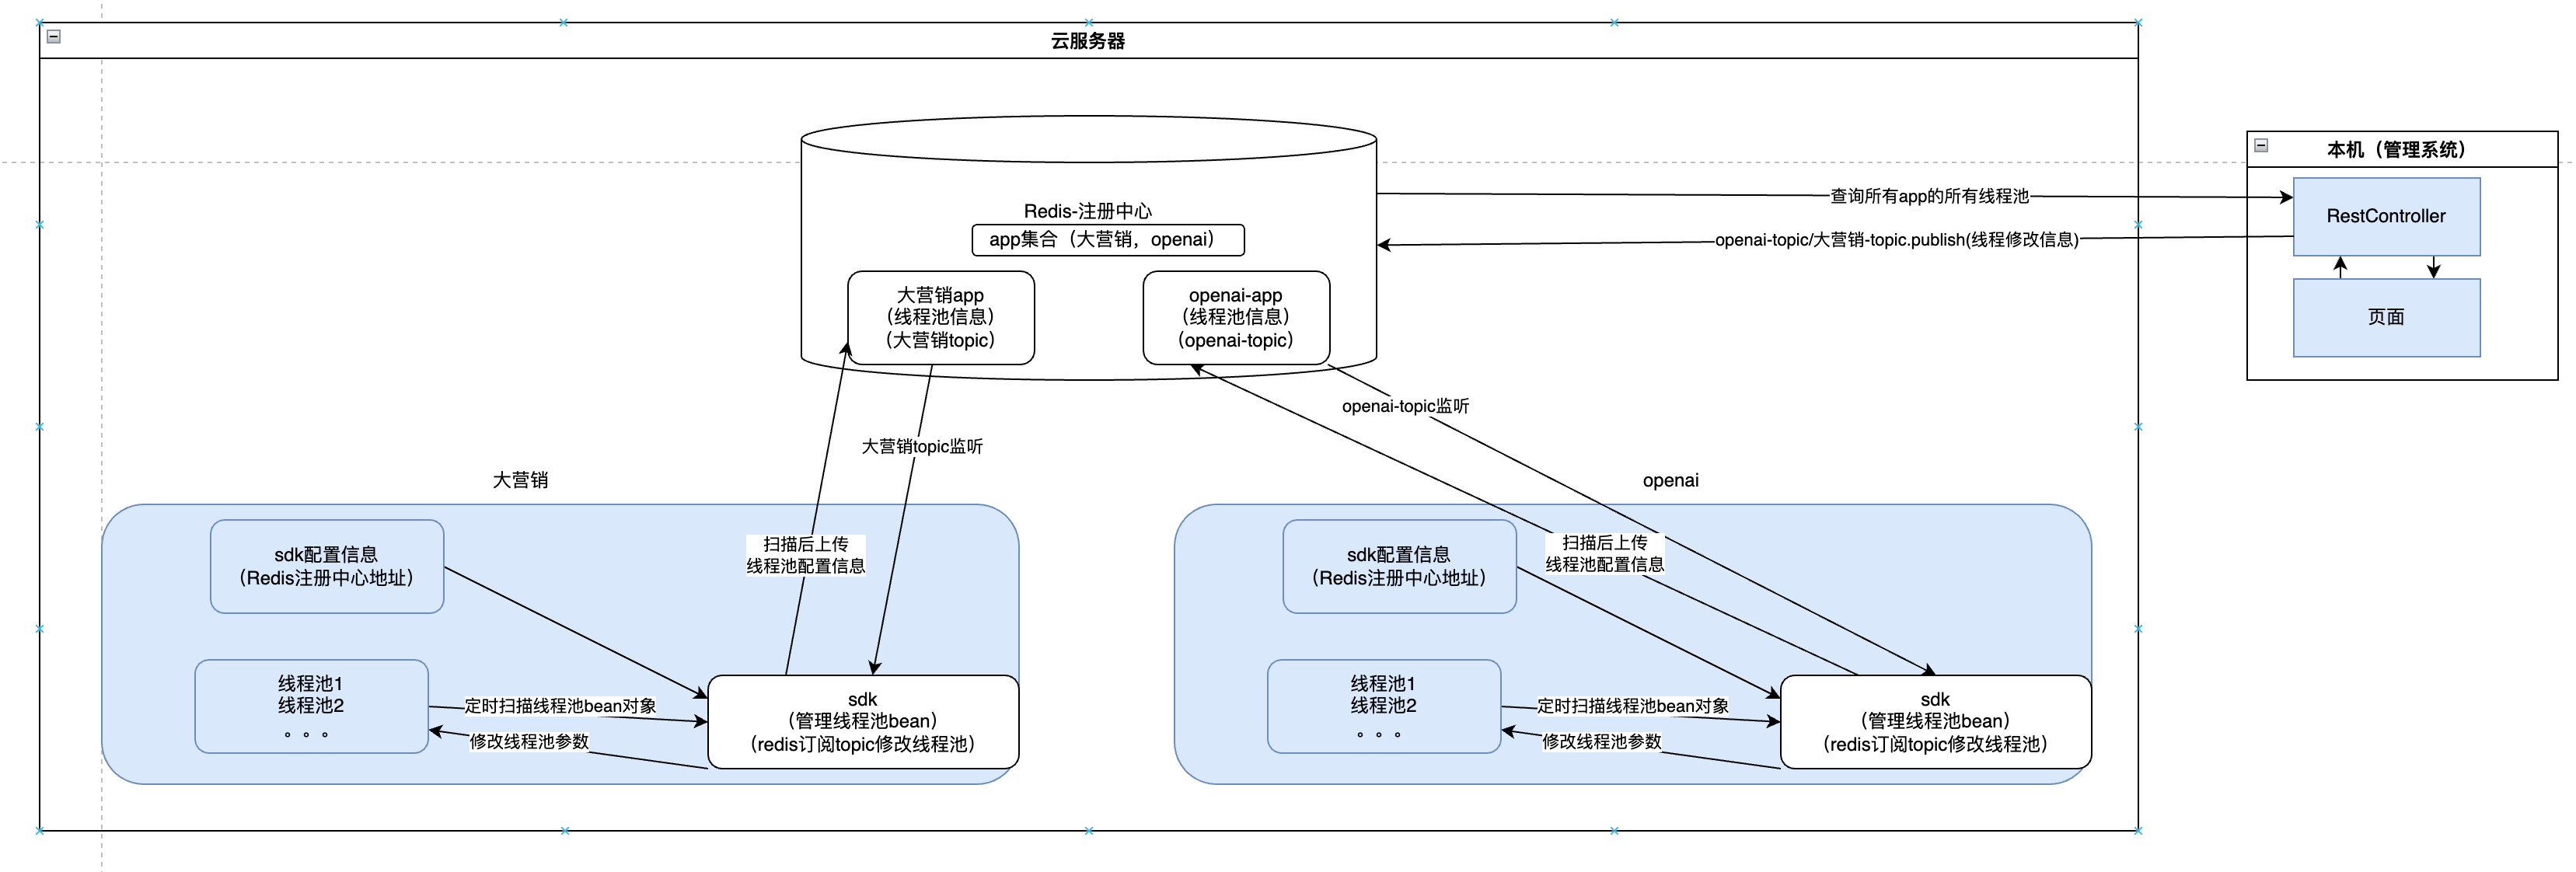 云服务器
Redis-注册中心
app集合（大营销，openai）
大营销app
（线程池信息）
（大营销topic）
openai-app
（线程池信息）
（openai-topic）
查询所有app的所有线程池
openai-topic/大营销-topic.publish(线程修改信息)
本机（管理系统）
RestController
页面
大营销topic监听
openai-topic监听
大营销
sdk配置信息
（Redis注册中心地址）
扫描后上传
线程池配置信息
线程池1
线程池2
。。。
定时扫描线程池bean对象
修改线程池参数
sdk
（管理线程池bean）
（redis订阅topic修改线程池）
openai
sdk配置信息
（Redis注册中心地址）
扫描后上传
线程池配置信息
线程池1
线程池2
。。。
定时扫描线程池bean对象
修改线程池参数
sdk
（管理线程池bean）
（redis订阅topic修改线程池）